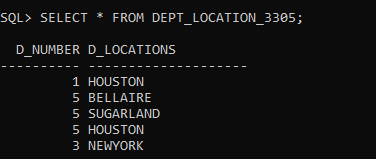 SQL> SELECT * FROM DEPT_LOCATION_3305;
D_NUMBER D_LOCATIONS
---------- --------------------
1 HOUSTON
5 BELLAIRE
5 SUGARLAND
5 HOUSTON
3 NEWYORK